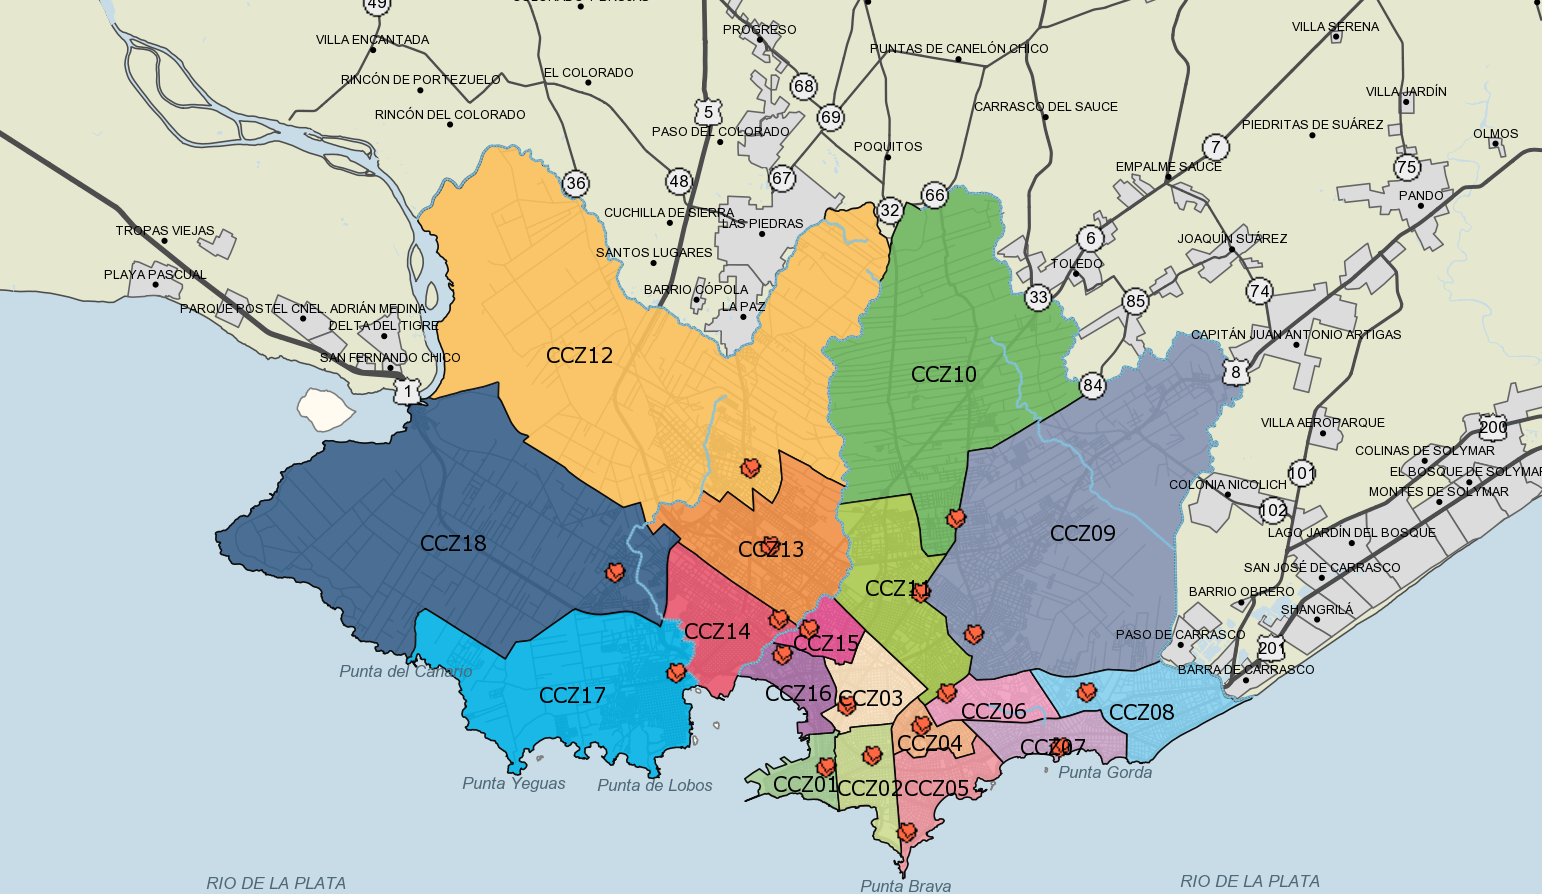 49
COLORADO Y BRUJAS
VILLA ENCANTADA
PROGRESO
VILLA SERENA
PUNTAS DE CANELÓN CHICO
RINCÓN DE PORTEZUELO
EL COLORADO
68
VILLA JARDÍN
RINCÓN DEL COLORADO
5
69
CARRASCO DEL SAUCE
PASO DEL COLORADO
PIEDRITAS DE SUÁREZ
OLMOS
POQUITOS
7
EMPALME SAUCE
75
36
48
67
66
PANDO
CUCHILLA DE SIERRA
32
TROPAS VIEJAS
LAS PIEDRAS
6
JOAQUÍN SUÁREZ
SANTOS LUGARES
TOLEDO
PLAYA PASCUAL
BARRIO CÓPOLA
33
85
74
PARQUE POSTEL CNEL. ADRIÁN MEDINA
LA PAZ
DELTA DEL TIGRE
CAPITÁN JUAN ANTONIO ARTIGAS
SAN FERNANDO CHICO
CCZ12
CCZ10
8
1
84
VILLA AEROPARQUE
200
COLINAS DE SOLYMAR
EL BOSQUE DE SOLYMAR
101
COLONIA NICOLICH
MONTES DE SOLYMAR
102
CCZ18
CCZ13
CCZ09
LAGO JARDÍN DEL BOSQUE
SAN JOSÉ DE CARRASCO
CCZ11
BARRIO OBRERO
SHANGRILÁ
CCZ14
CCZ15
PASO DE CARRASCO
201
Punta del Canario
BARRA DE CARRASCO
CCZ17
CCZ16
CCZ03
CCZ06
CCZ08
CCZ04
CCZ07
Punta Gorda
Punta Yeguas
Punta de Lobos
CCZ01
CCZ02
CCZ05
RIO DE LA PLATA
Punta Brava
RIO DE LA PLATA